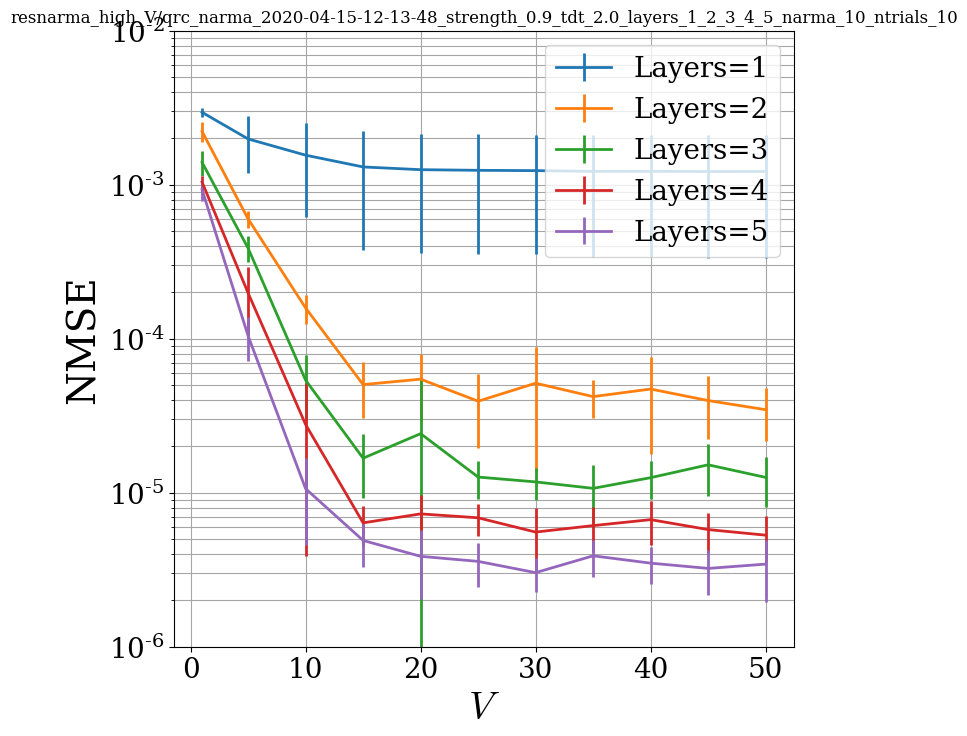 resnarma_high_V/qrc_narma_2020-04-15-12-13-48_strength_0.9_tdt_2.0_layers_1_2_3_4_5_narma_10_ntrials_10
10^-2
Layers=1
Layers=2
Layers=3
10^-3
Layers=4
Layers=5
NMSE
10^-4
10^-5
10^-6
0 10 20 30 40 50
V